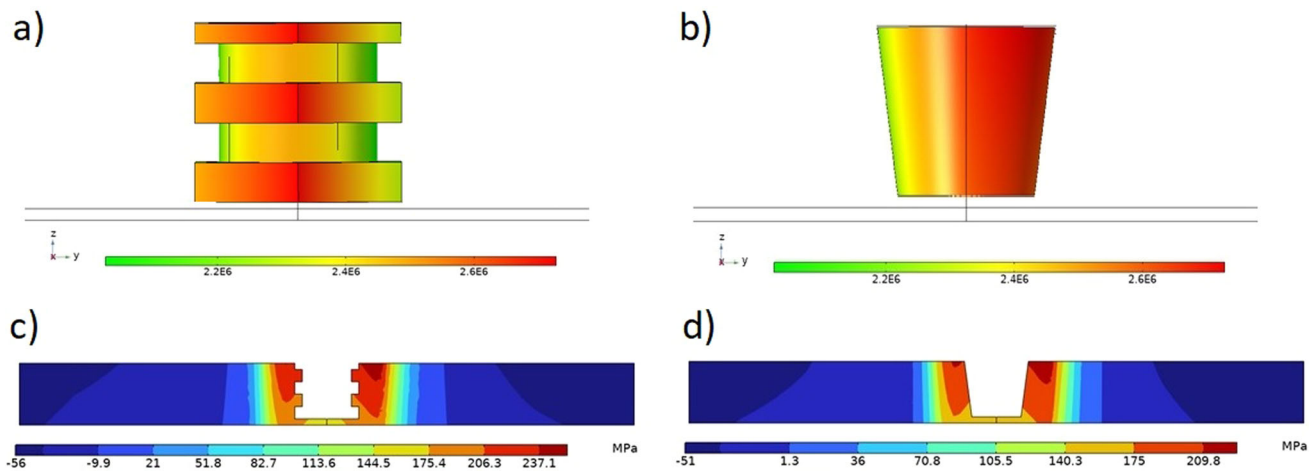 a)
b)
z
x y
2.2E6 2.4E6 2.6E6
z
x y
2.2E6 2.4E6 2.6E6
c)
d)
MPa
-56 -9.9 21 51.8 82.7 113.6 144.5 175.4 206.3 237.1
MPa
-51 1.3 36 70.8 105.5 140.3 175 209.8